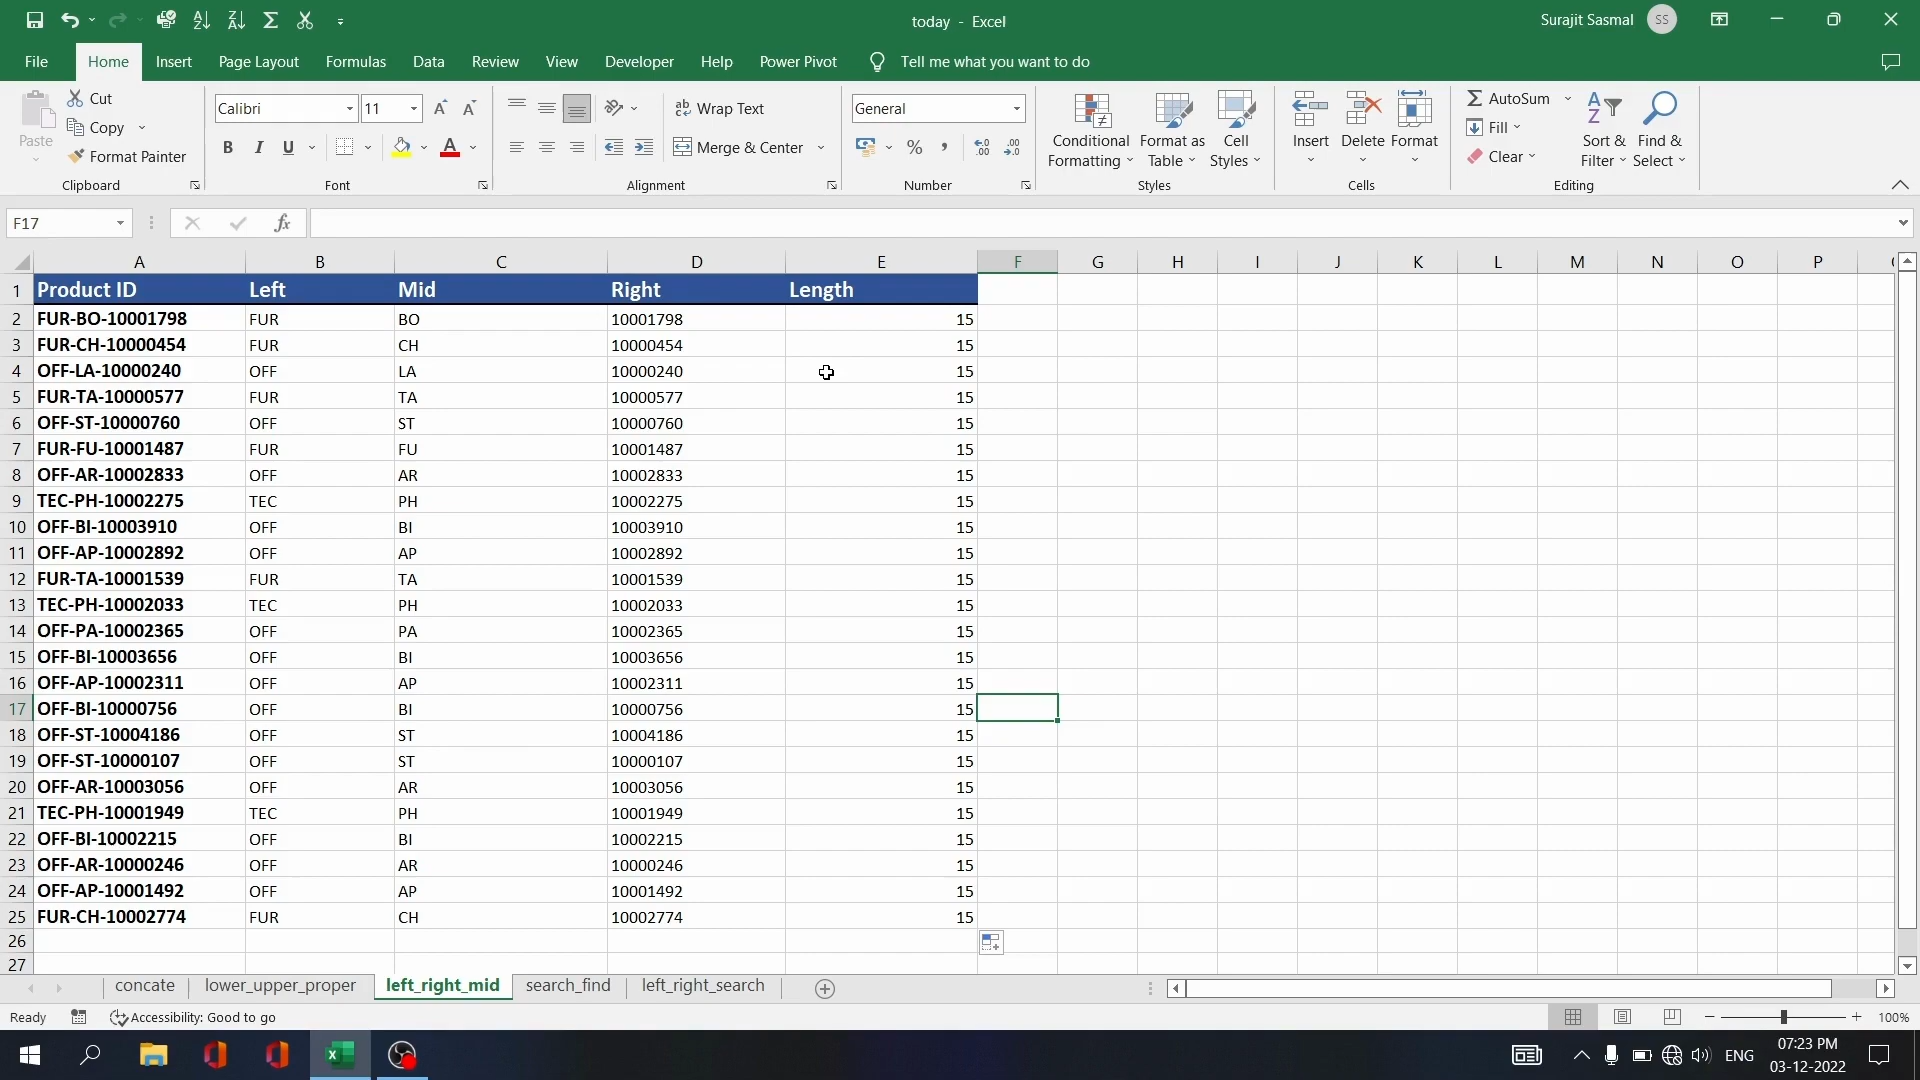 today - Excel
Surajit Sasmal SS
File Home Insert Page Layout Formulas Data Review View Developer Help Power Pivot Tell me what you want to do
Paste
Cut
Copy
Format Painter
Clipboard
Calibri 11
B I U
Font
Wrap Text
Merge & Center
Alignment
General
Number
Conditional Formatting
Format as Table
Cell Styles
Styles
Insert Delete Format
Cells
AutoSum
Fill
Clear
Sort & Filter
Find & Select
Editing
F17 fx
A B C D E F G H I J K L M N O P
1 Product ID Left Mid Right Length
2 FUR-BO-10001798 FUR BO 10001798 15
3 FUR-CH-10000454 FUR CH 10000454 15
4 OFF-LA-10000240 OFF LA 10000240 15
5 FUR-TA-10000577 FUR TA 10000577 15
6 OFF-ST-10000760 OFF ST 10000760 15
7 FUR-FU-10001487 FUR FU 10001487 15
8 OFF-AR-10002833 OFF AR 10002833 15
9 TEC-PH-10002275 TEC PH 10002275 15
10 OFF-BI-10003910 OFF BI 10003910 15
11 OFF-AP-10002892 OFF AP 10002892 15
12 FUR-TA-10001539 FUR TA 10001539 15
13 TEC-PH-10002033 TEC PH 10002033 15
14 OFF-PA-10002365 OFF PA 10002365 15
15 OFF-BI-10003656 OFF BI 10003656 15
16 OFF-AP-10002311 OFF AP 10002311 15
17 OFF-BI-10000756 OFF BI 10000756 15
18 OFF-ST-10004186 OFF ST 10004186 15
19 OFF-ST-10000107 OFF ST 10000107 15
20 OFF-AR-10003056 OFF AR 10003056 15
21 TEC-PH-10001949 TEC PH 10001949 15
22 OFF-BI-10002215 OFF BI 10002215 15
23 OFF-AR-10000246 OFF AR 10000246 15
24 OFF-AP-10001492 OFF AP 10001492 15
25 FUR-CH-10002774 FUR CH 10002774 15
26
27
concate lower_upper_proper left_right_mid search_find left_right_search
Ready Accessibility: Good to go 100%
ENG 07:23 PM
03-12-2022